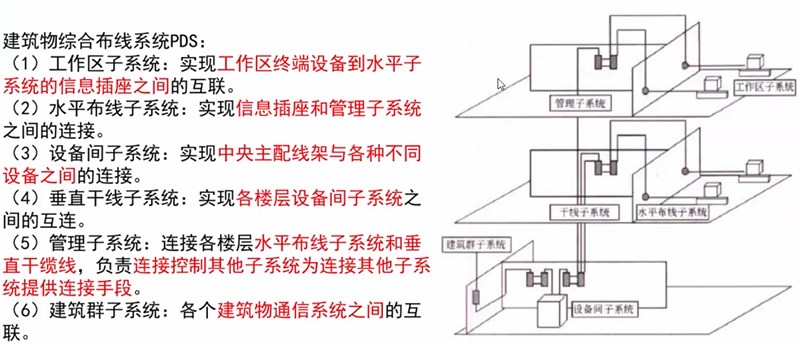 建筑物综合布线系统PDS：
（1）工作区子系统：实现工作区终端设备到水平子
系统的信息插座之间的互联。
（2）水平布线子系统：实现信息插座和管理子系统
之间的连接。
（3）设备间子系统：实现中央主配线架与各种不同
设备之间的连接。
（4）垂直干线子系统：实现各楼层设备间子系统之
间的互连。
（5）管理子系统：连接各楼层水平布线子系统和垂
直干缆线，负责连接控制其他子系统为连接其他子系
统提供连接手段。
（6）建筑群子系统：各个建筑物通信系统之间的互
联。
管理子系统
工作区子系统
干线子系统
水平布线子系统
建筑群子系统
设备间子系统